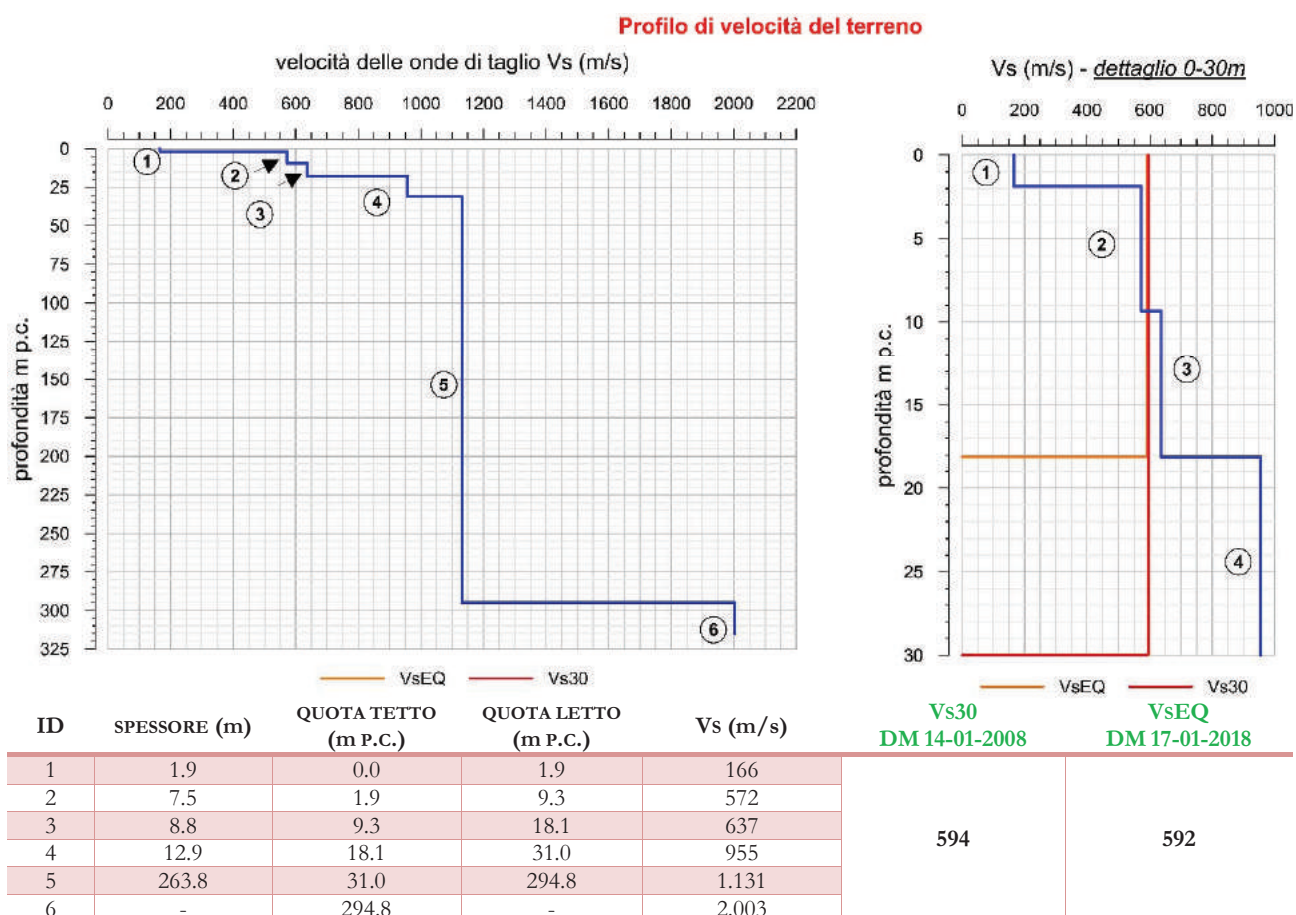 Profilo di velocità del terreno
velocità delle onde di taglio Vs (m/s)
0 200 400 600 800 1000 1200 1400 1600 1800 2000 2200
profondità m p.c.
0
25
50
75
100
125
150
175
200
225
250
275
300
325
1
2
3
4
5
6
VsEQ Vs30
Vs (m/s) - dettaglio 0-30m
0 200 400 600 800 1000
profondità m p.c.
0
5
10
15
20
25
30
1
2
3
4
VsEQ Vs30
ID SPESSORE (m) QUOTA TETTO (m P.C.) QUOTA LETTO (m P.C.) Vs (m/s) Vs30 DM 14-01-2008 VsEQ DM 17-01-2018
1 1.9 0.0 1.9 166
2 7.5 1.9 9.3 572
3 8.8 9.3 18.1 637
594 592
4 12.9 18.1 31.0 955
5 263.8 31.0 294.8 1.131
6 - 294.8 - 2.003